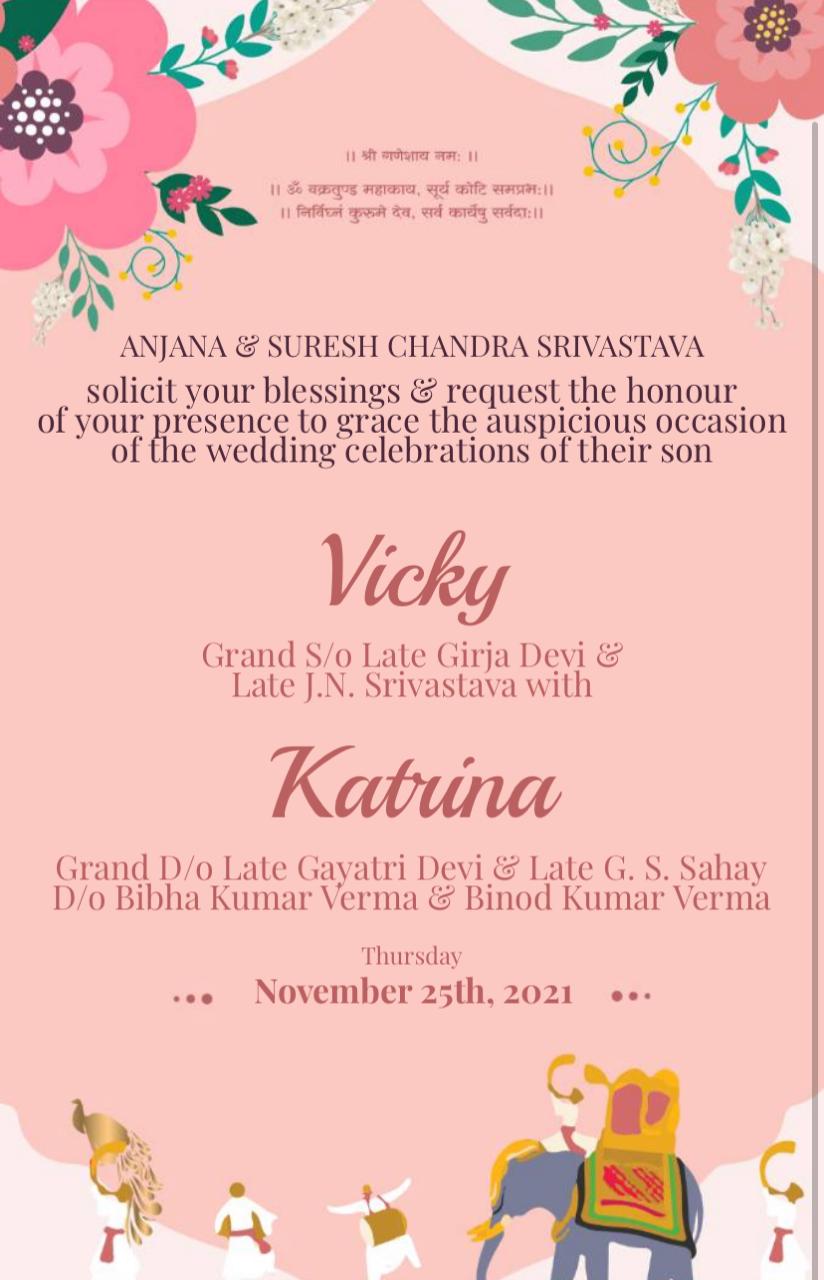 || श्री गणेशाय नमः ||
|| ॐ वक्रतुण्ड महाकाय, सूर्य कोटि समप्रभः||
|| निर्विघ्नं कुरूमे देव, सर्व कार्येषु सर्वदाः||
ANJANA & SURESH CHANDRA SRIVASTAVA
solicit your blessings & request the honour
of your presence to grace the auspicious occasion
of the wedding celebrations of their son
Vicky
Grand S/o Late Girja Devi &
Late J.N. Srivastava with
Katrina
Grand D/o Late Gayatri Devi & Late G. S. Sahay
D/o Bibha Kumar Verma & Binod Kumar Verma
Thursday
November 25th, 2021